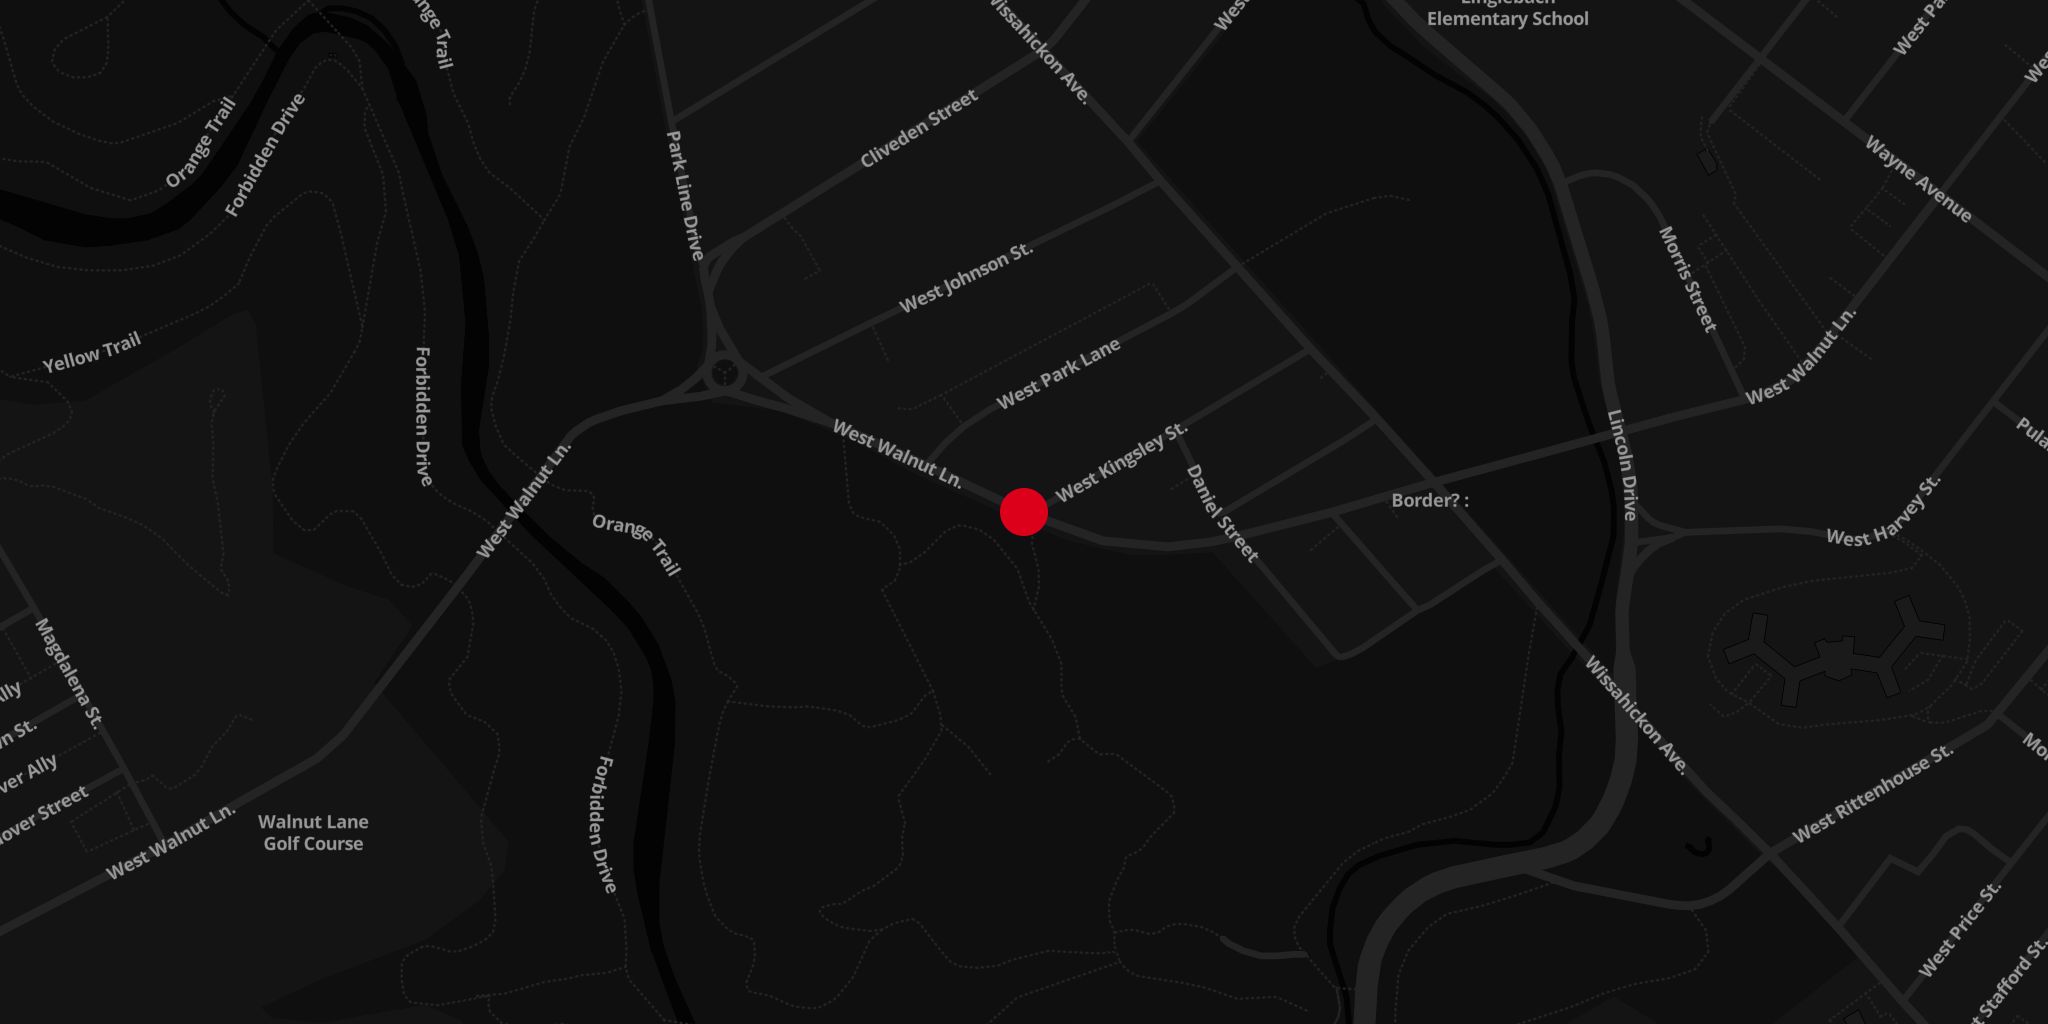 Elementary School
Wissahickon Ave.
Cliveden Street
Orange Trail
Forbidden Drive
Park Line Drive
Wayne Avenue
West Johnson St.
Morris Street
Yellow Trail
West Park Lane
Forbidden Drive
West Walnut Ln.
West Walnut Ln.
West Kingsley St.
Daniel Street
Border? :
Lincoln Drive
West Walnut Ln.
Orange Trail
West Harvey St.
Magdalena St.
Wissahickon Ave.
West Rittenhouse St.
Forbidden Drive
Walnut Lane
Golf Course
West Walnut Ln.
West Price St.
Stafford St.